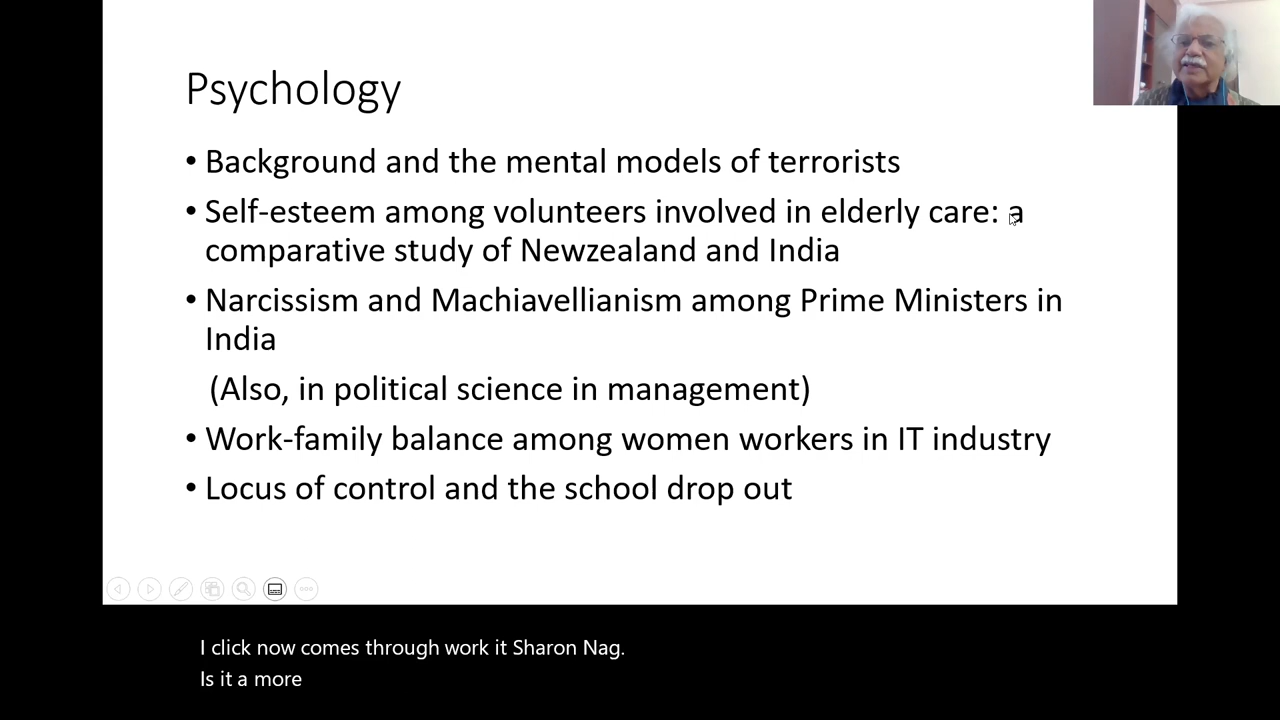 Psychology
• Background and the mental models of terrorists
• Self-esteem among volunteers involved in elderly care: a
comparative study of Newzealand and India
• Narcissism and Machiavellianism among Prime Ministers in
India
(Also, in political science in management)
• Work-family balance among women workers in IT industry
• Locus of control and the school drop out
I click now comes through work it Sharon Nag.
Is it a more